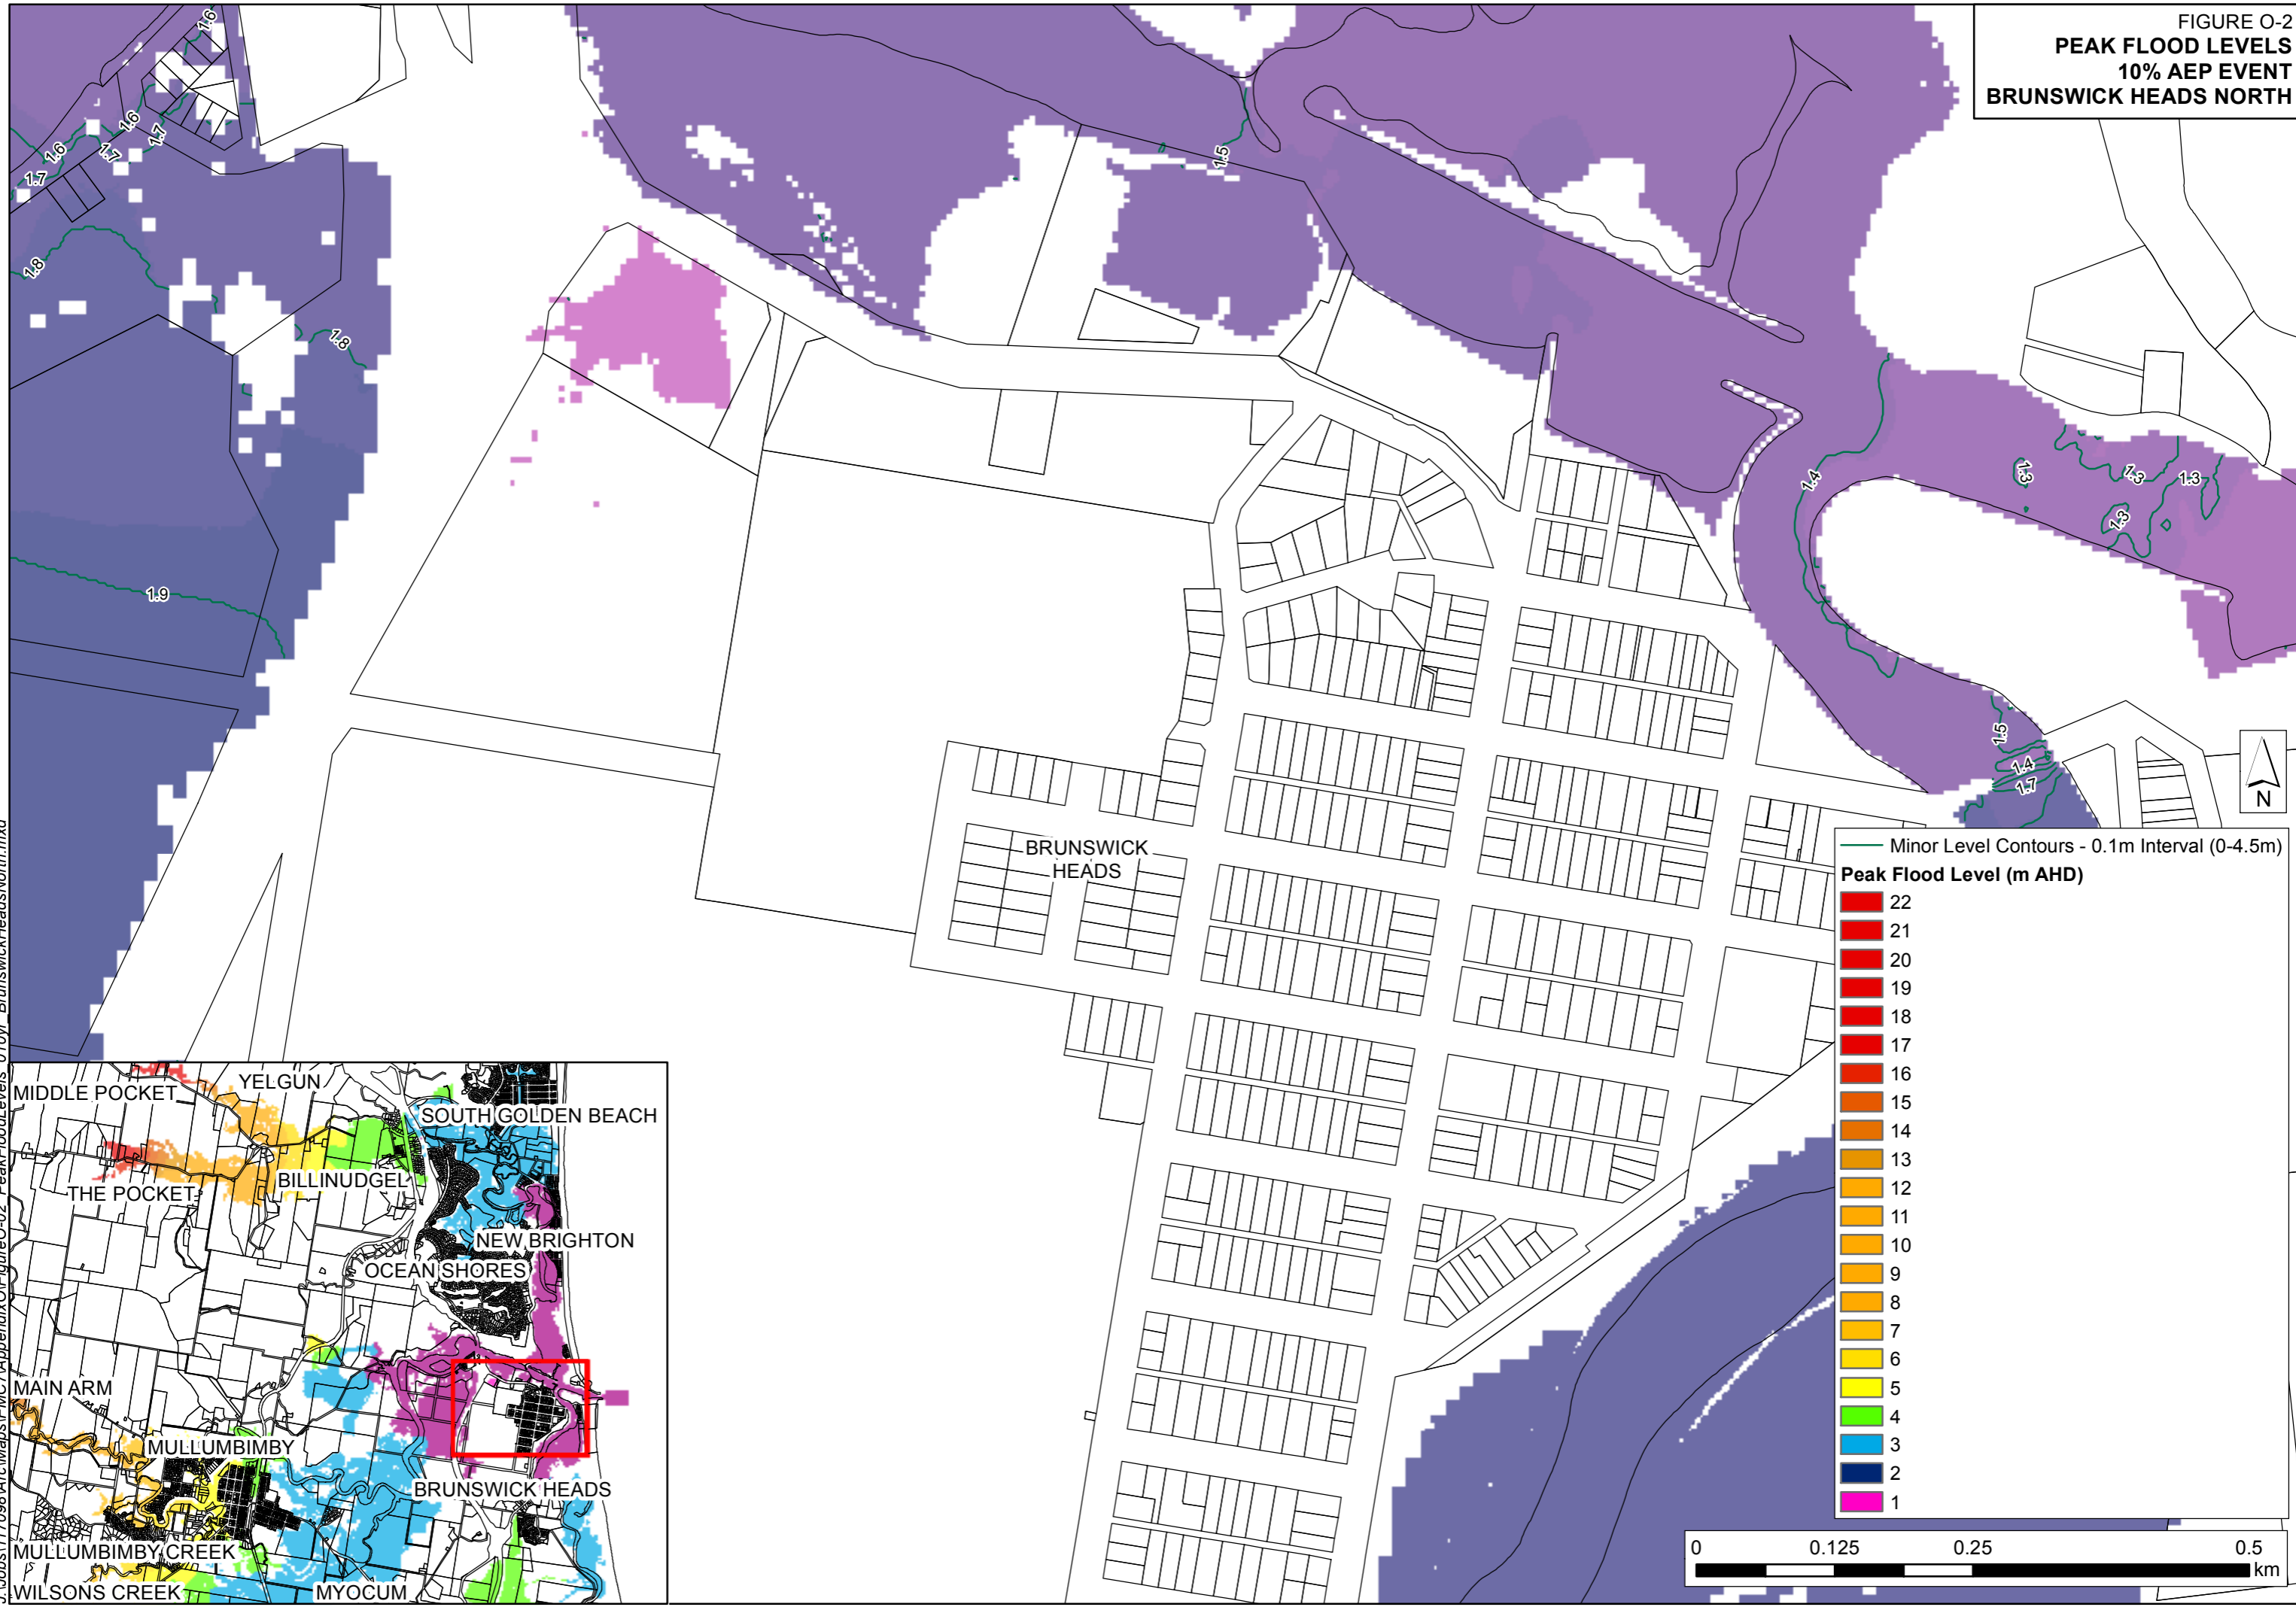 FIGURE O-2
PEAK FLOOD LEVELS
10% AEP EVENT
BRUNSWICK HEADS NORTH
1.6
1.6
1.6
1.7
1.7
1.7
1.5
1.8
1.8
1.4
1.3
1.3
1.3
1.3
1.9
1.5
1.4
1.7
N
BRUNSWICK
HEADS
Minor Level Contours - 0.1m Interval (0-4.5m)
Peak Flood Level (m AHD)
22
21
20
19
18
17
16
15
14
13
12
11
10
9
8
7
6
5
4
3
2
1
0 0.125 0.25 0.5
km
MIDDLE POCKET
YELGUN
SOUTH GOLDEN BEACH
THE POCKET
BILLINUDGEL
NEW BRIGHTON
OCEAN SHORES
MAIN ARM
MULLUMBIMBY
BRUNSWICK HEADS
MULLUMBIMBY CREEK
WILSONS CREEK
MYOCUM